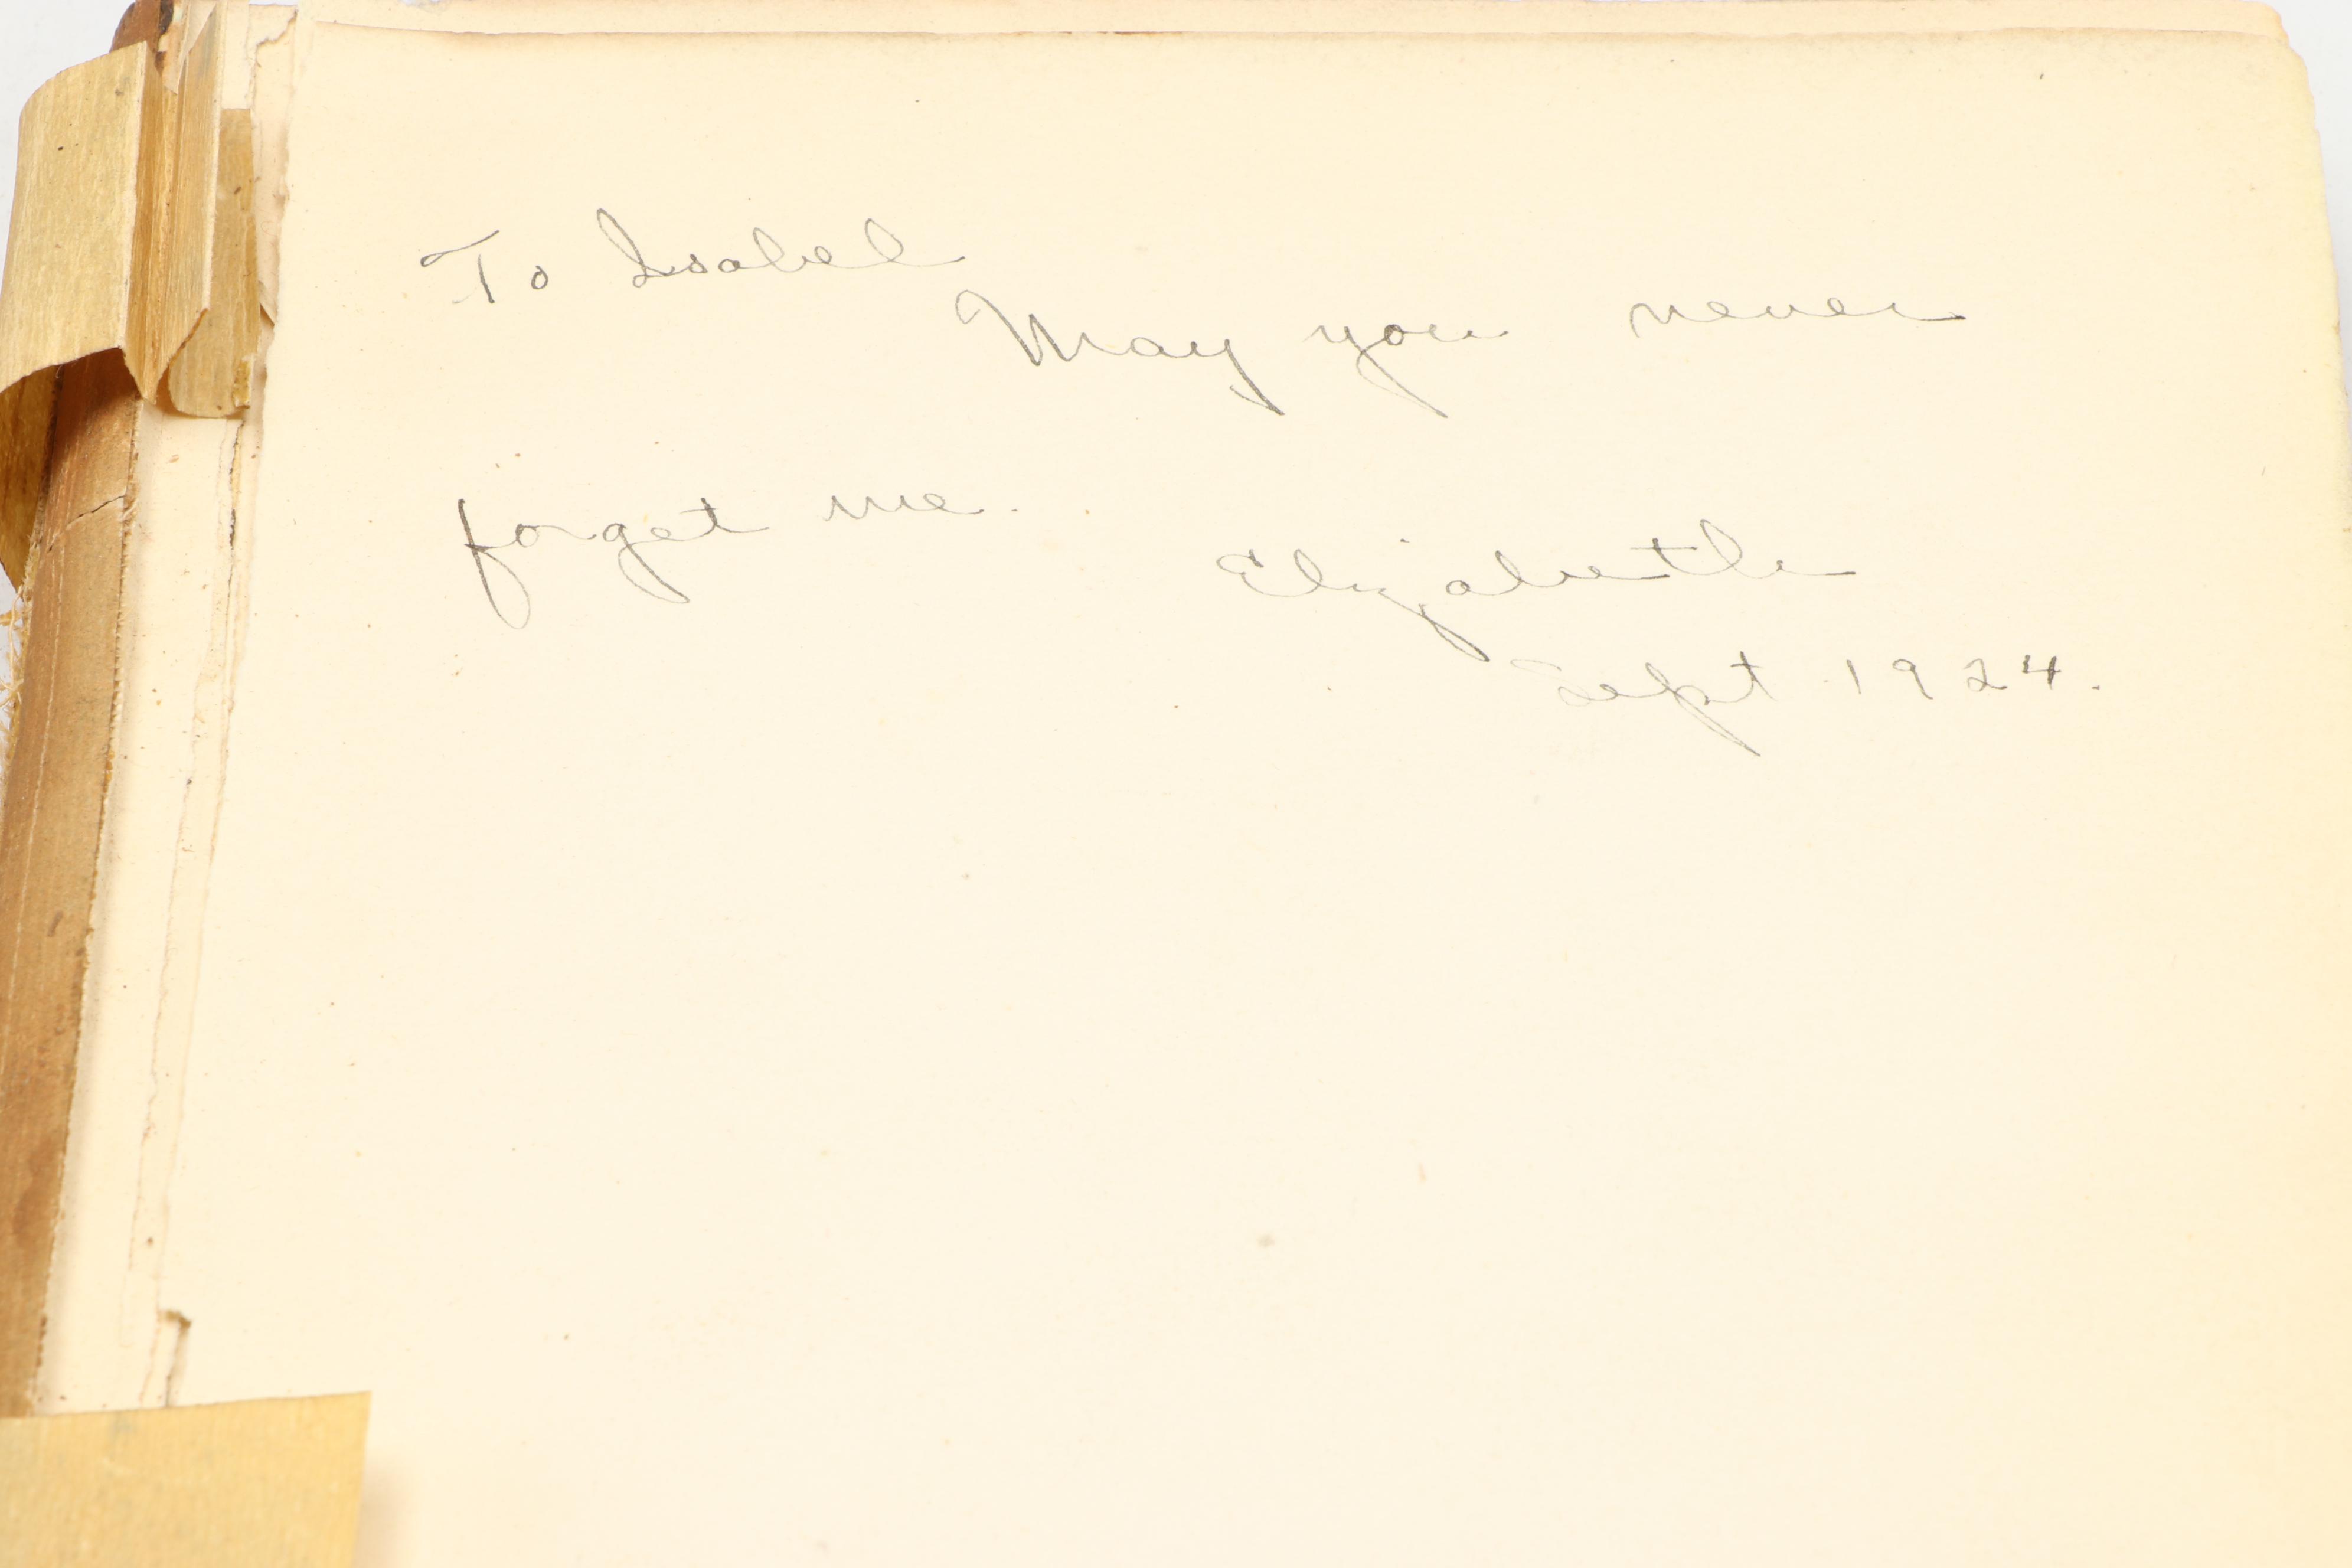 To Isabel
May you never
forget me.
Elizabeth
Sept 1924.